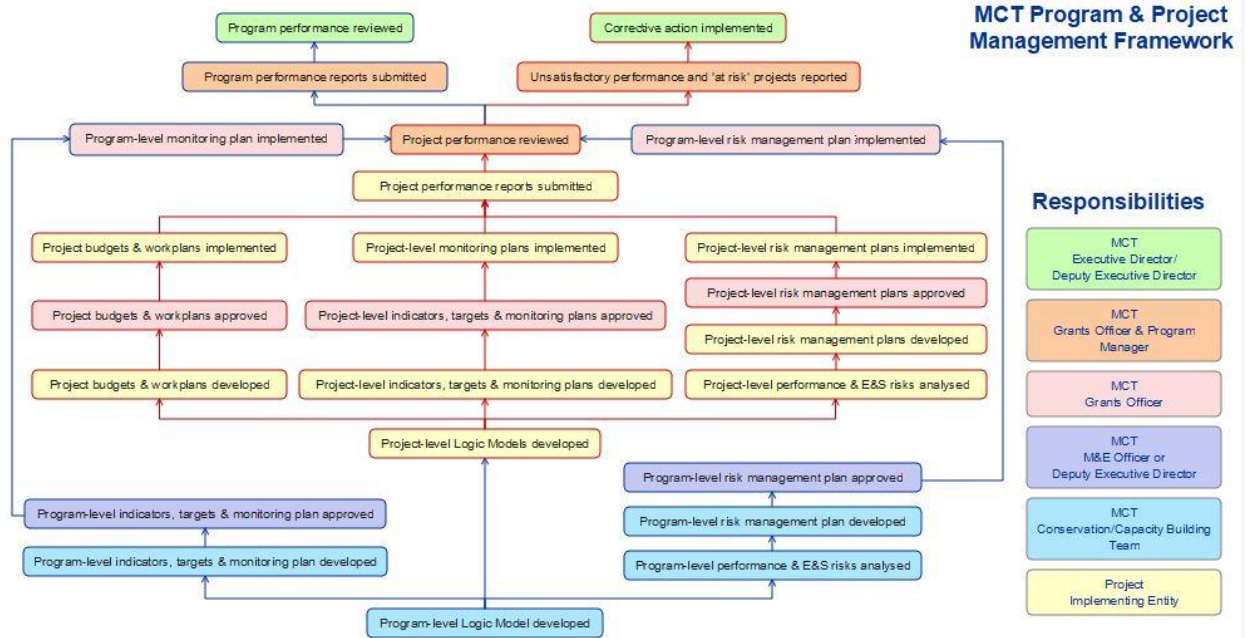 MCT Program & Project
Management Framework
Program performance reviewed
Corrective action implemented
Program performance reports submitted
Unsatisfactory performance and 'at risk' projects reported
Program-level monitoring plan implemented
Project performance reviewed
Program-level risk management plan implemented
Project performance reports submitted
Project budgets & workplans implemented
Project-level monitoring plans implemented
Project-level risk management plans implemented
Project-level risk management plans approved
Project budgets & workplans approved
Project-level indicators, targets & monitoring plans approved
Project-level risk management plans developed
Project budgets & workplans developed
Project-level indicators, targets & monitoring plans developed
Project-level performance & E&S risks analysed
Project-level Logic Models developed
Program-level risk management plan approved
Program-level indicators, targets & monitoring plan approved
Program-level risk management plan developed
Program-level indicators, targets & monitoring plan developed
Program-level performance & E&S risks analysed
Program-level Logic Model developed
Responsibilities
MCT
Executive Director/
Deputy Executive Director
MCT
Grants Officer & Program
Manager
MCT
Grants Officer
MCT
M&E Officer or
Deputy Executive Director
MCT
Conservation/Capacity Building
Team
Project
Implementing Entity